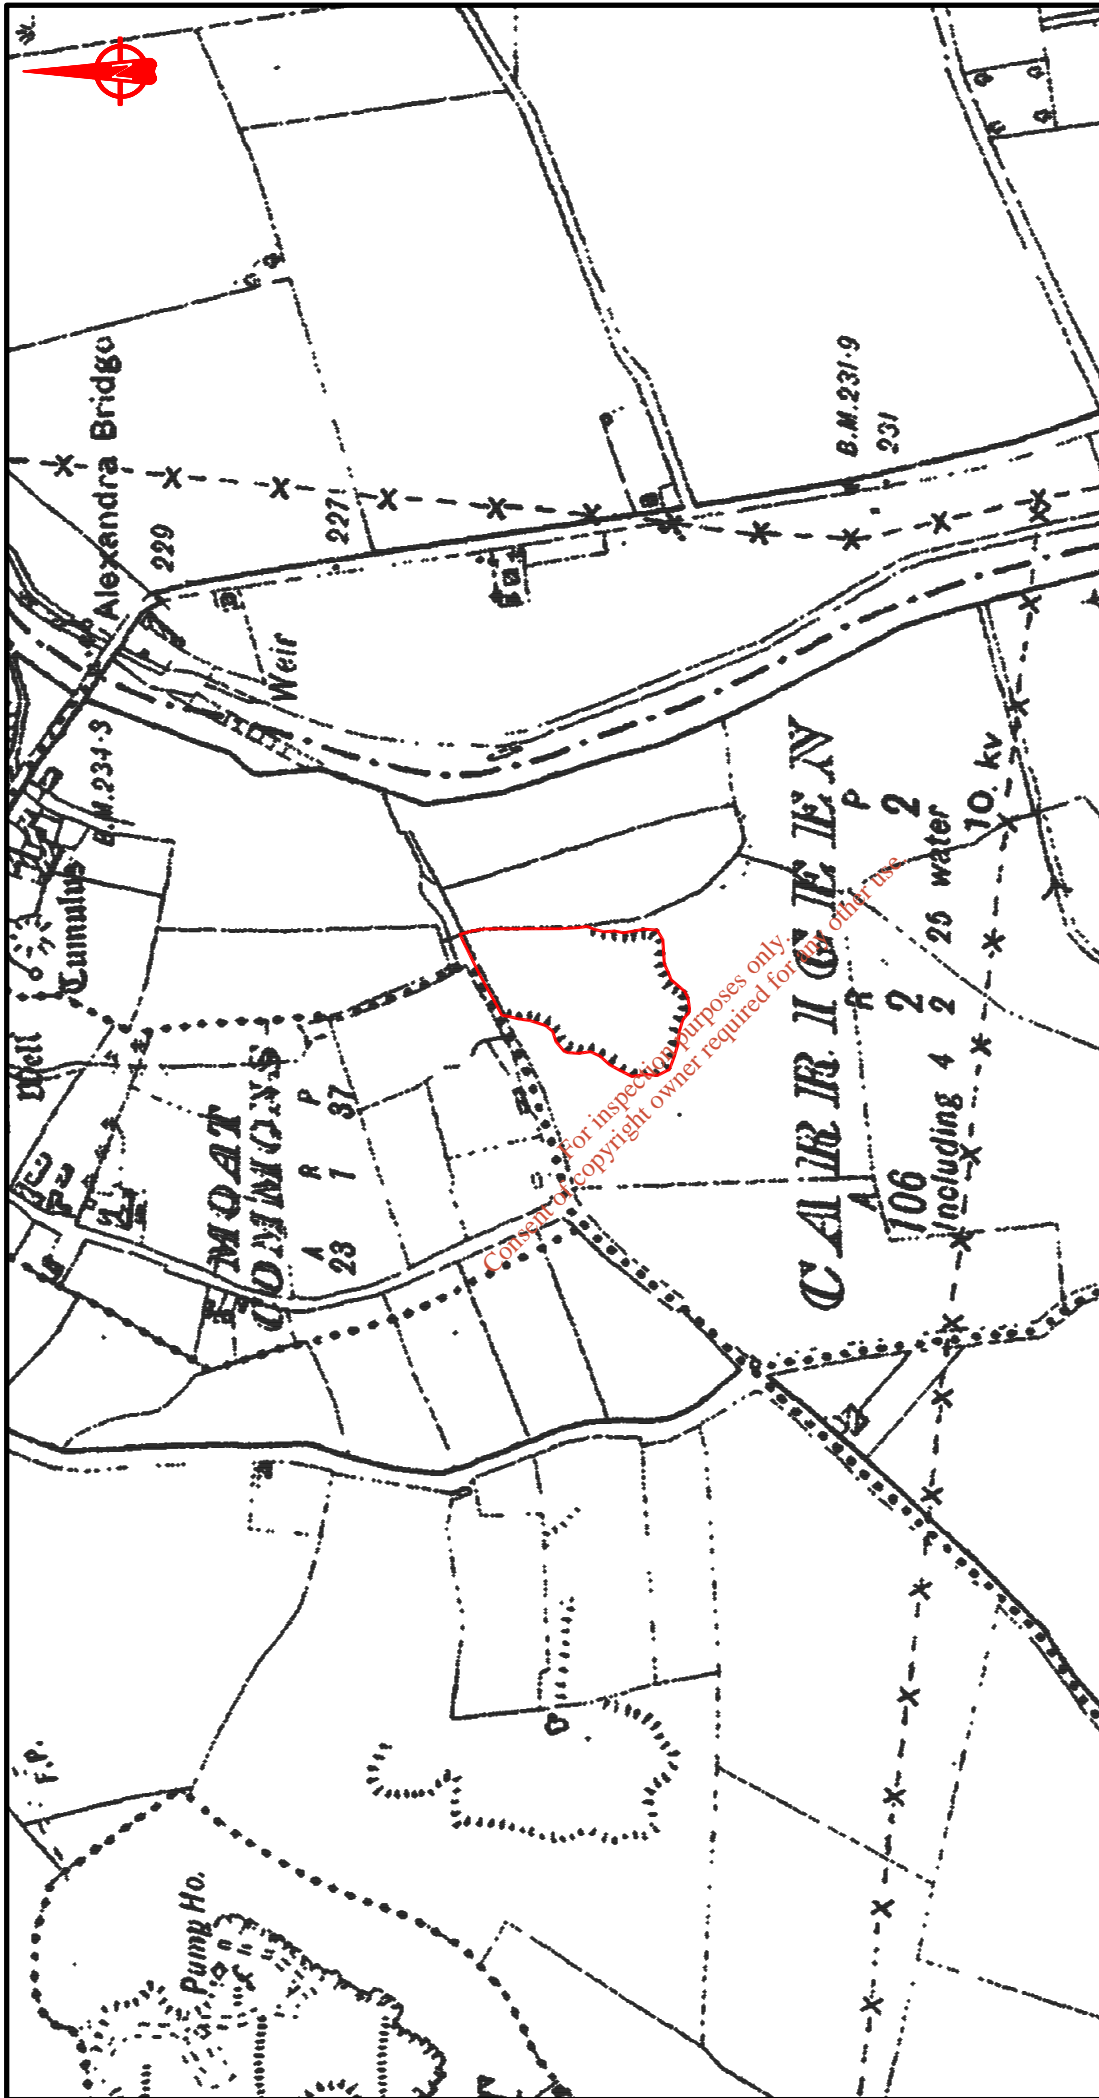 N
Alexandra Bridge
229
227
B.M.231·9
231
Weir
B.M.234·3
Tumulus
Well
MOAT
COMMONS
A R P
23 1 37
CARRIGEEN
A R P
106 2 2
Including 4 2 25 water
10. kv
F.P.
Pump Ho.
For inspection purposes only.
Consent of copyright owner required for any other use.